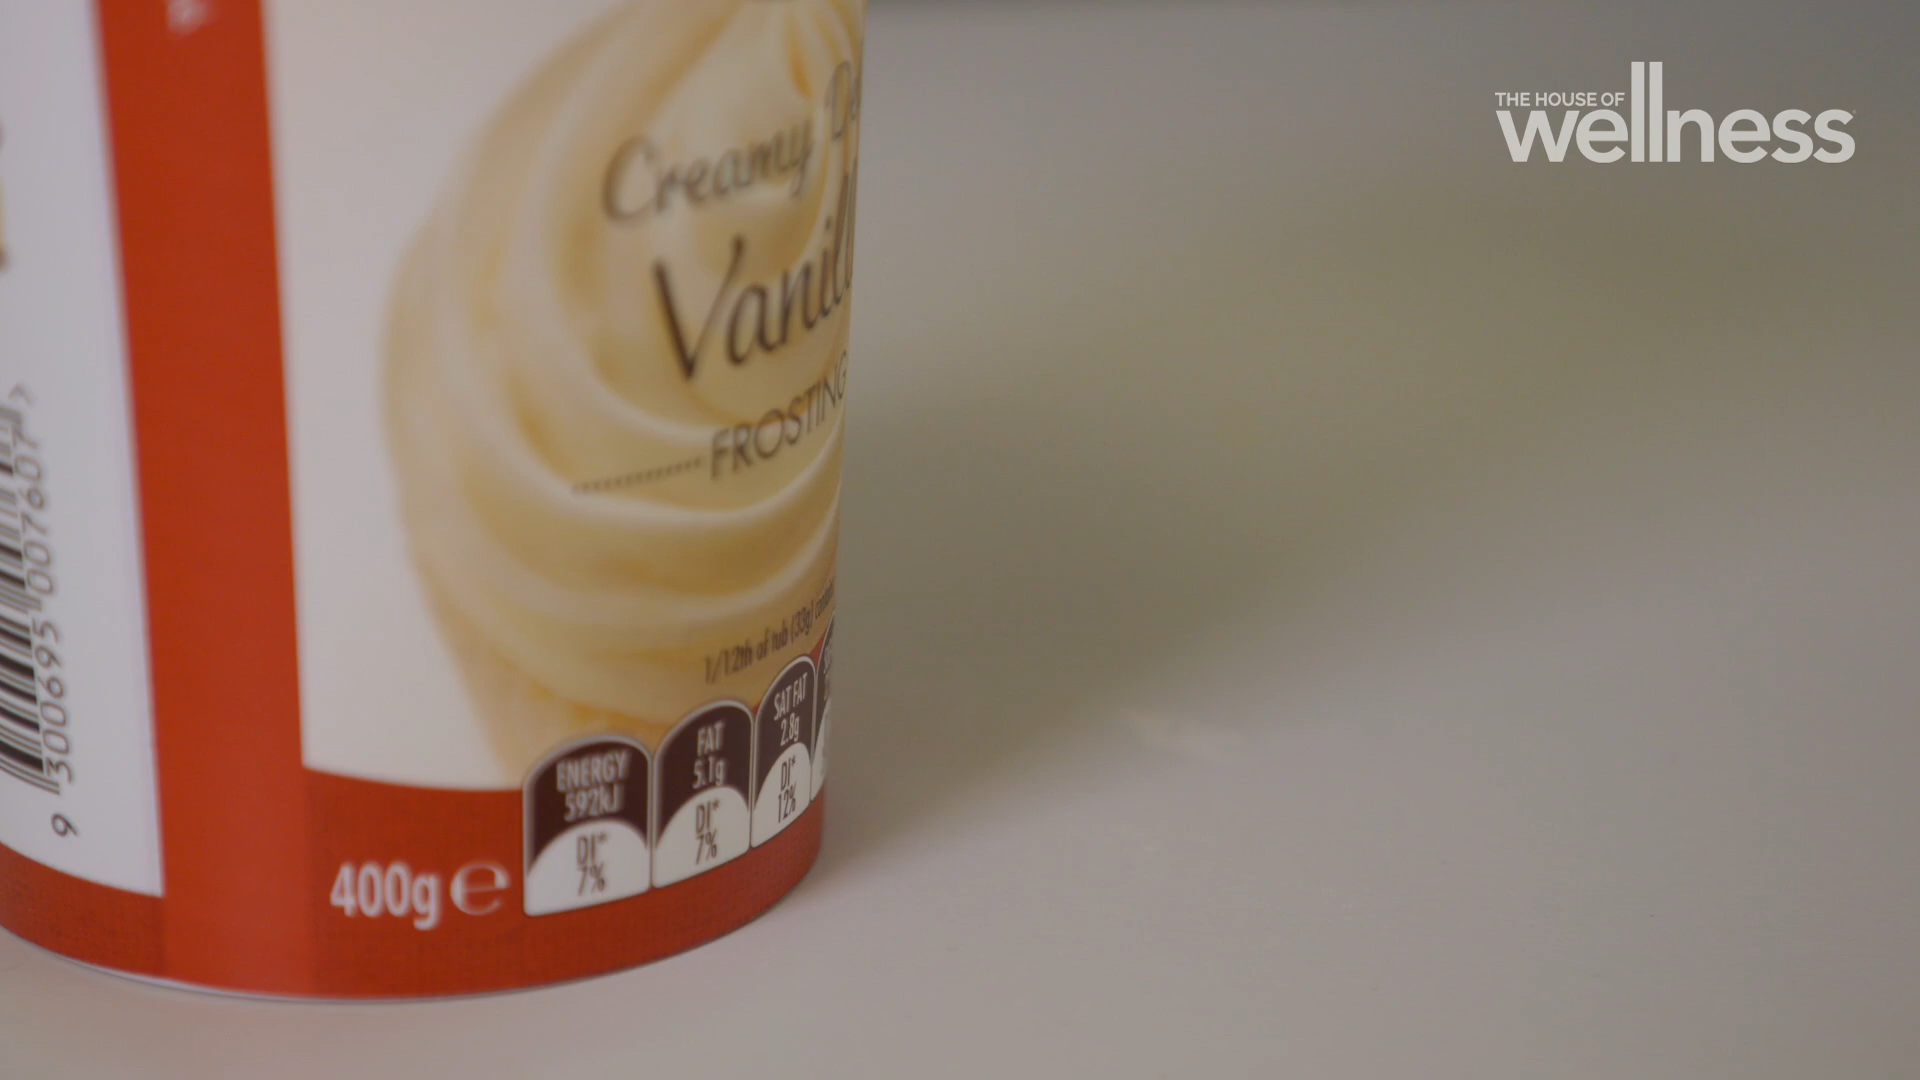 THE HOUSE OF
wellness
Creamy
Vanill
FROSTING
1/12th of tub (33g)
ENERGY
592kJ
DI*
7%
FAT
5.1g
DI*
7%
SAT FAT
2.8g
DI*
12%
400g ℮
9 300695 007607 >